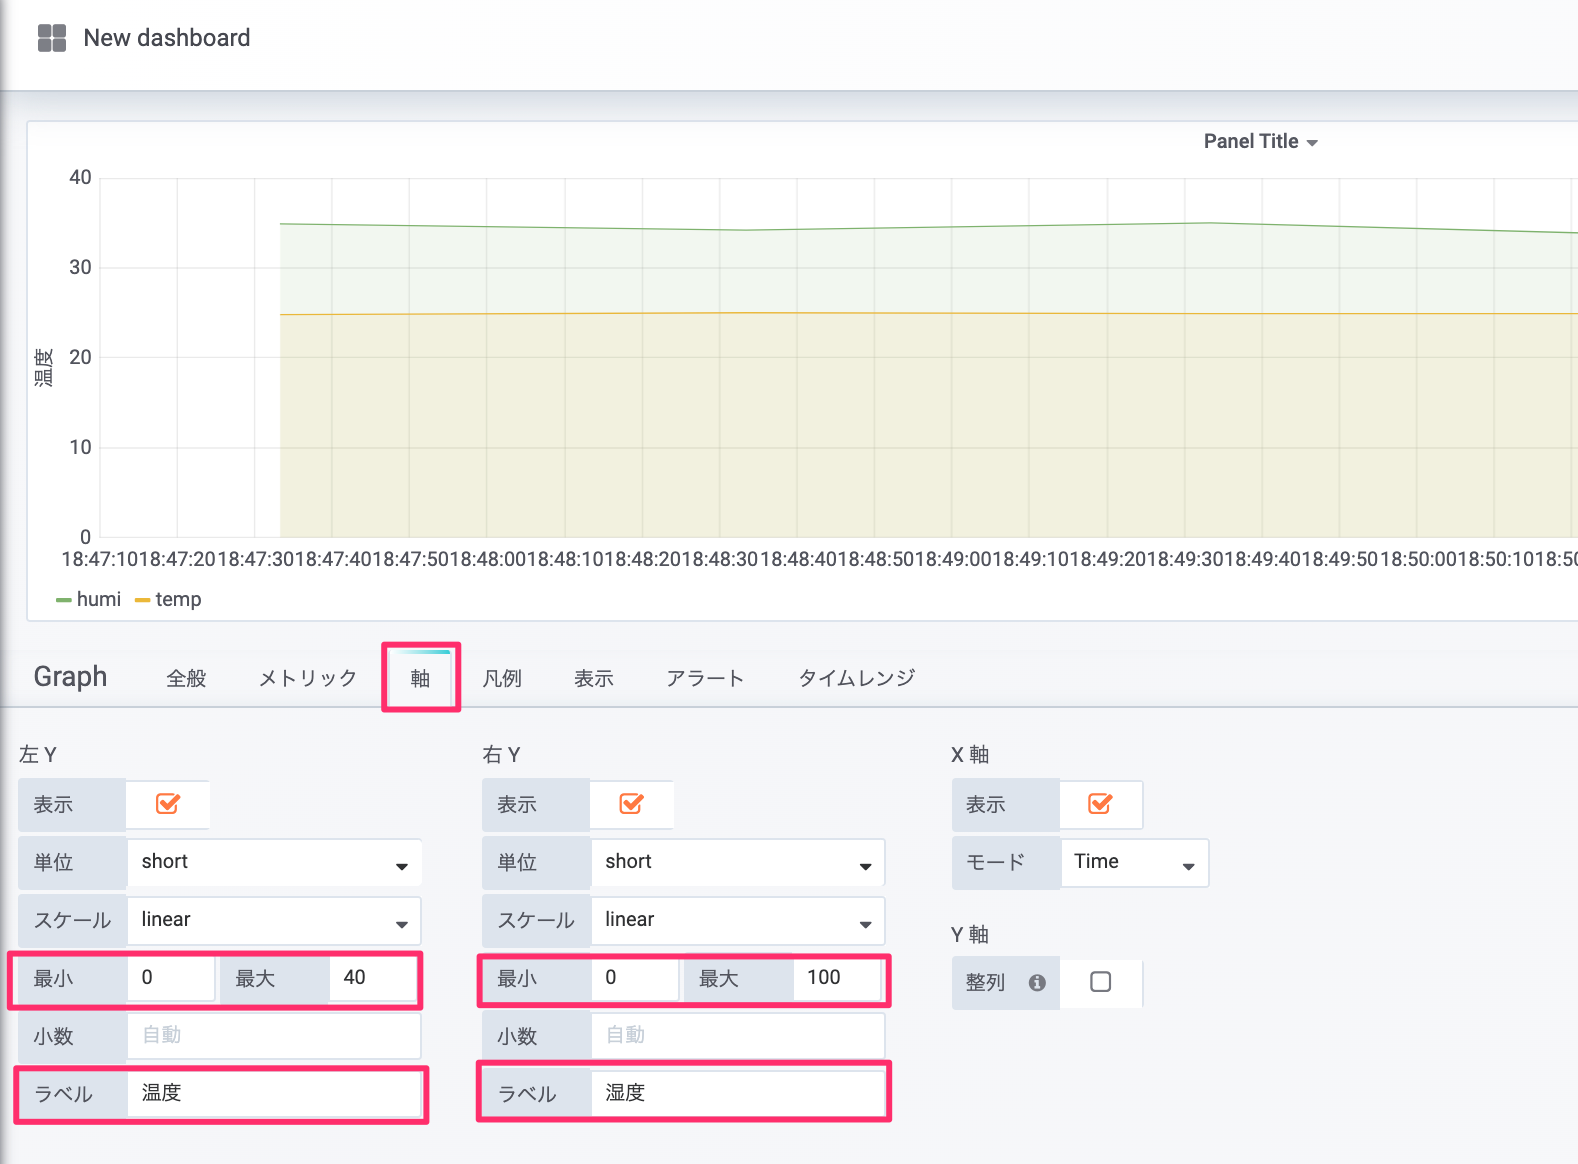 New dashboard
Panel Title
40
30
20
10
0
温度
18:47:10 18:47:20 18:47:30 18:47:40 18:47:50 18:48:00 18:48:10 18:48:20 18:48:30 18:48:40 18:48:50 18:49:00 18:49:10 18:49:20 18:49:30 18:49:40 18:49:50 18:50:00 18:50:10 18:50
humi temp
Graph 全般 メトリック 軸 凡例 表示 アラート タイムレンジ
左 Y
表示
単位 short
スケール linear
最小 0 最大 40
小数 自動
ラベル 温度
右 Y
表示
単位 short
スケール linear
最小 0 最大 100
小数 自動
ラベル 湿度
X 軸
表示
モード Time
Y 軸
整列